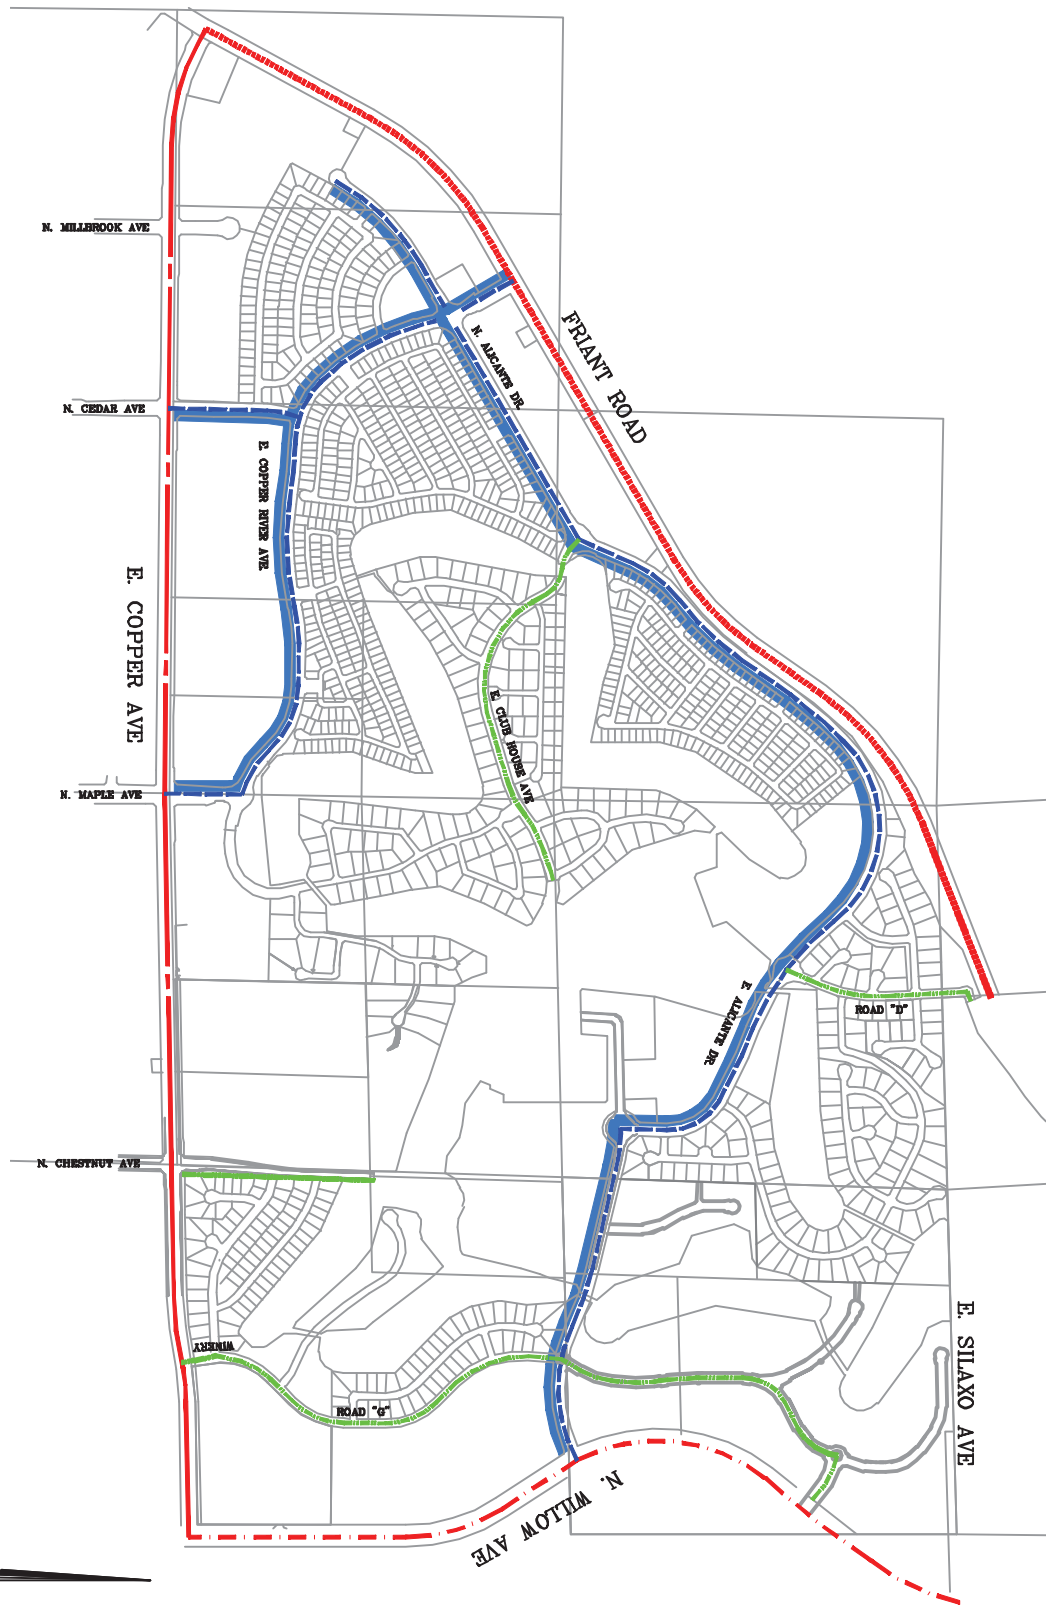 N. MILLBROOK AVE
FRIANT ROAD
N. ALICANTE DR.
N. CEDAR AVE
E. COPPER RIVER AVE.
E. COPPER AVE
E. CLUB HOUSE AVE
N. MAPLE AVE
E. ALICANTE DR.
ROAD "D"
N. CHESTNUT AVE
WINERY
E. SILAXO AVE
ROAD "G"
N. WILLOW AVE